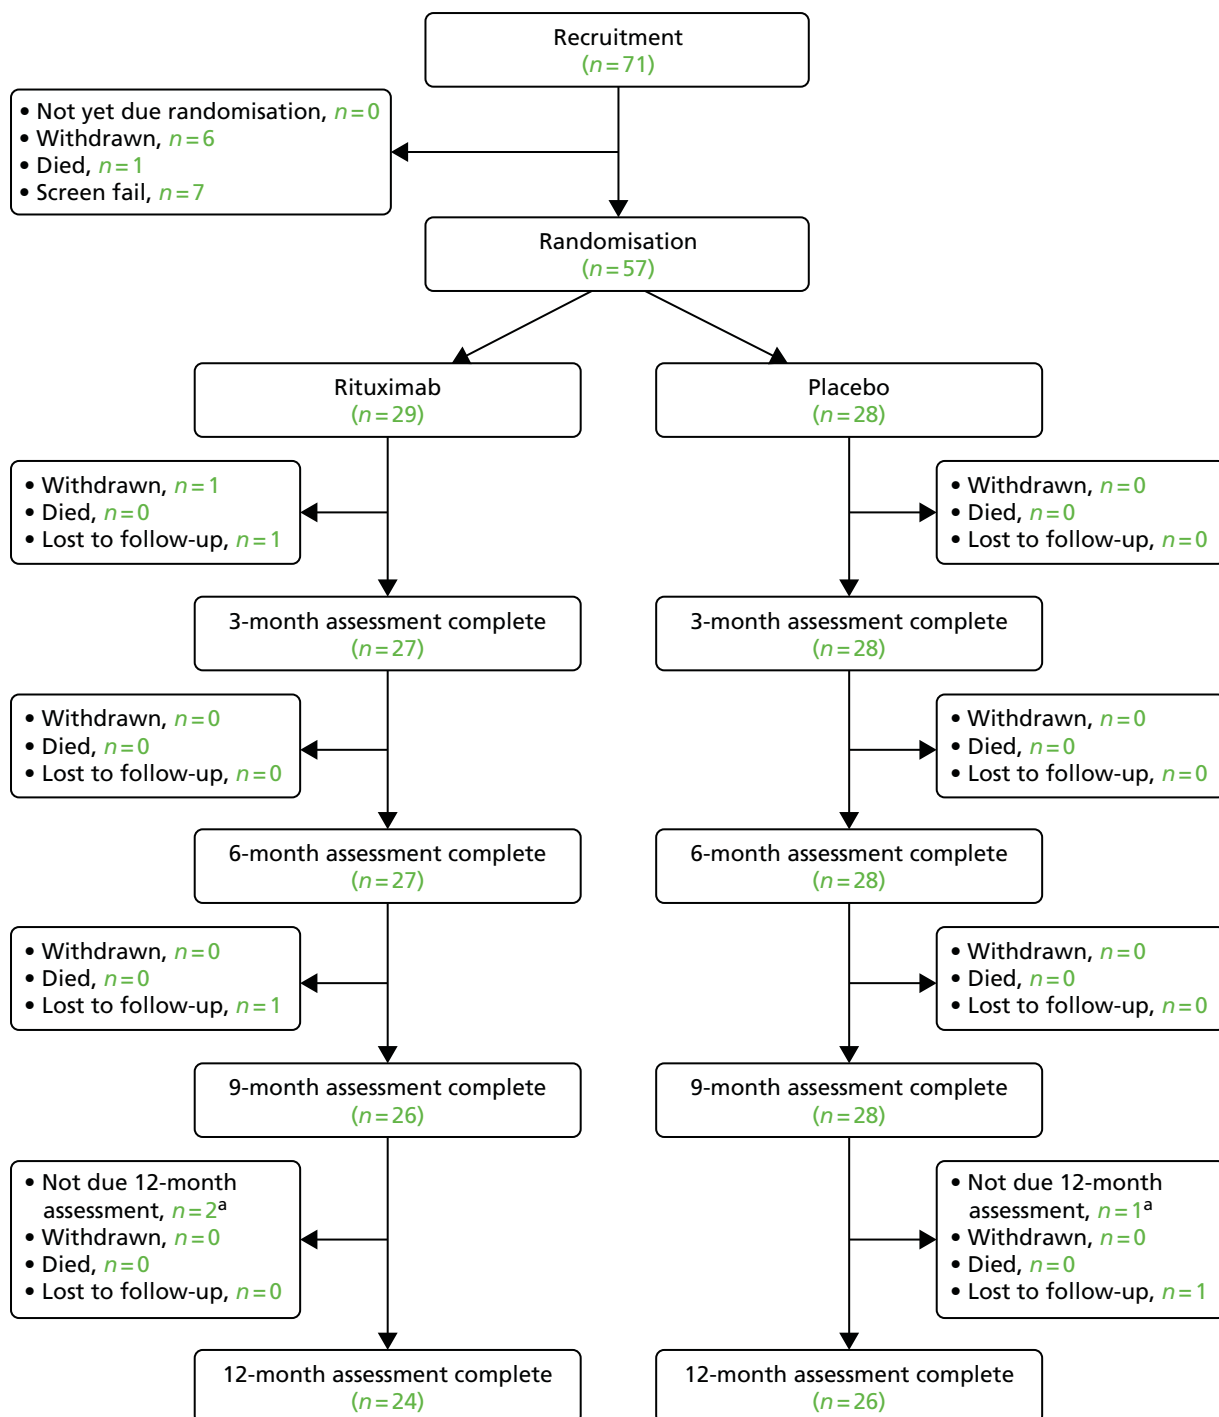 Recruitment
(n=71)
• Not yet due randomisation, n=0
• Withdrawn, n=6
• Died, n=1
• Screen fail, n=7
Randomisation
(n=57)
Rituximab
(n=29)
Placebo
(n=28)
• Withdrawn, n=1
• Died, n=0
• Lost to follow-up, n=1
• Withdrawn, n=0
• Died, n=0
• Lost to follow-up, n=0
3-month assessment complete
(n=27)
3-month assessment complete
(n=28)
• Withdrawn, n=0
• Died, n=0
• Lost to follow-up, n=0
• Withdrawn, n=0
• Died, n=0
• Lost to follow-up, n=0
6-month assessment complete
(n=27)
6-month assessment complete
(n=28)
• Withdrawn, n=0
• Died, n=0
• Lost to follow-up, n=1
• Withdrawn, n=0
• Died, n=0
• Lost to follow-up, n=0
9-month assessment complete
(n=26)
9-month assessment complete
(n=28)
• Not due 12-month
assessment, n=2a
• Withdrawn, n=0
• Died, n=0
• Lost to follow-up, n=0
• Not due 12-month
assessment, n=1a
• Withdrawn, n=0
• Died, n=0
• Lost to follow-up, n=1
12-month assessment complete
(n=24)
12-month assessment complete
(n=26)